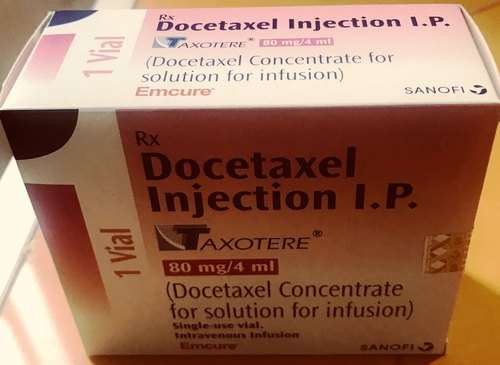 Rx
Docetaxel Injection I.P.
TAXOTERE® 80 mg/4 ml
(Docetaxel Concentrate for
solution for infusion)
Emcure
SANOFI
1 Vial
Rx
Docetaxel
Injection I.P.
TAXOTERE®
80 mg/4 ml
(Docetaxel Concentrate
for solution for infusion)
Single-use vial.
Intravenous Infusion
Emcure
SANOFI
1 Vial